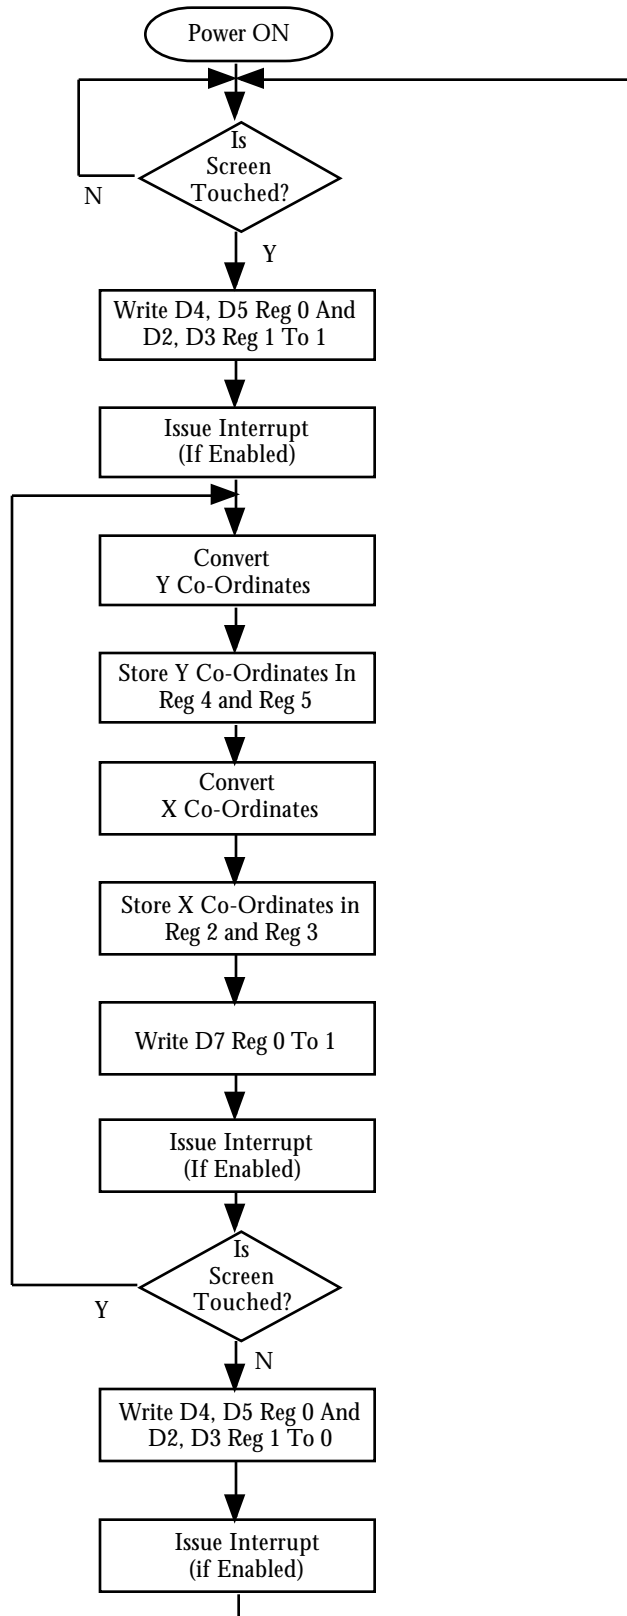 Power ON
Is
Screen
Touched?
N
Y
Write D4, D5 Reg 0 And
D2, D3 Reg 1 To 1
Issue Interrupt
(If Enabled)
Convert
Y Co-Ordinates
Store Y Co-Ordinates In
Reg 4 and Reg 5
Convert
X Co-Ordinates
Store X Co-Ordinates in
Reg 2 and Reg 3
Write D7 Reg 0 To 1
Issue Interrupt
(If Enabled)
Is
Screen
Touched?
Y
N
Write D4, D5 Reg 0 And
D2, D3 Reg 1 To 0
Issue Interrupt
(if Enabled)